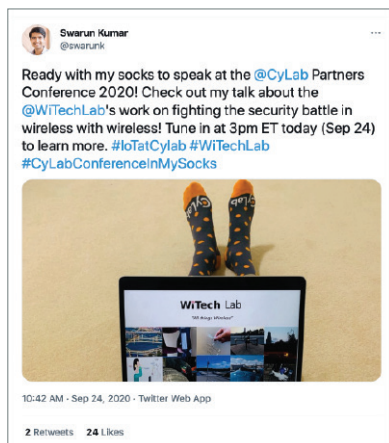 Swarun Kumar
@swarunk
Ready with my socks to speak at the @CyLab Partners
Conference 2020! Check out my talk about the
@WiTechLab's work on fighting the security battle in
wireless with wireless! Tune in at 3pm ET today (Sep 24)
to learn more. #IoTatCylab #WiTechLab
#CyLabConferenceInMySocks
CyLab
CyLab
WiTech Lab
"All things Wireless"
10:42 AM · Sep 24, 2020 · Twitter Web App
2 Retweets 24 Likes